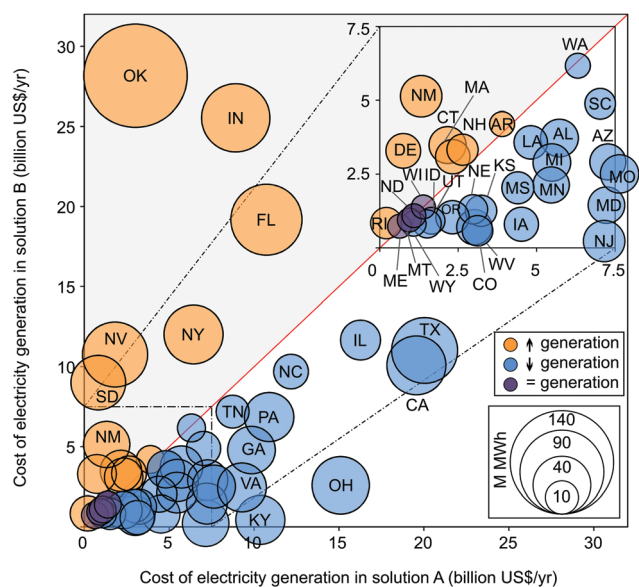 Cost of electricity generation in solution B (billion US$/yr)
30
25
20
15
10
5
0
0
5
10
15
20
25
30
Cost of electricity generation in solution A (billion US$/yr)
OK
IN
FL
NV
NY
SD
NM
IL
TX
NC
CA
TN
PA
GA
VA
OH
KY
7.5
5
2.5
0
0
2.5
5
7.5
WA
MA
NM
SC
CT
NH
AR
AZ
DE
LA
AL
WI
ID
UT
NE
KS
MI
MO
ND
MS
MN
RI
OR
IA
MD
NJ
ME
MT
WY
CO
WV
↑ generation
↓ generation
= generation
M MWh
140
90
40
10